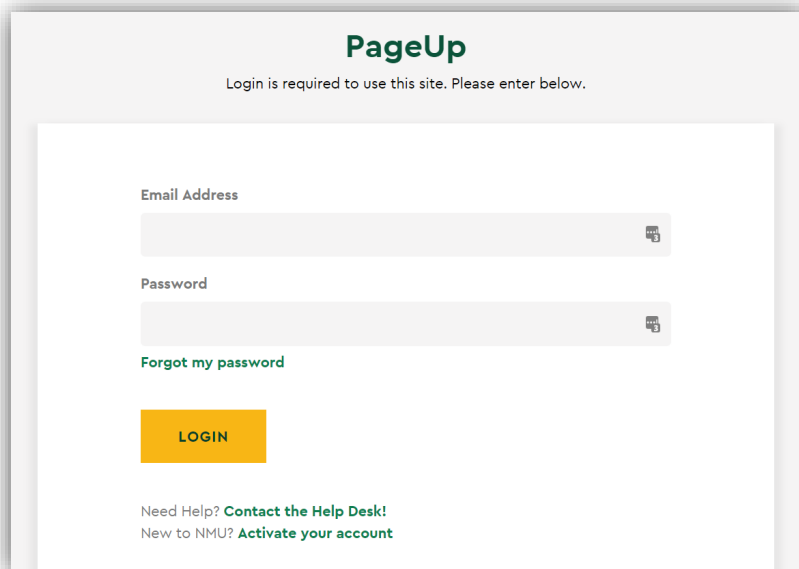 PageUp
Login is required to use this site. Please enter below.
Email Address
Password
Forgot my password
LOGIN
Need Help? Contact the Help Desk!
New to NMU? Activate your account